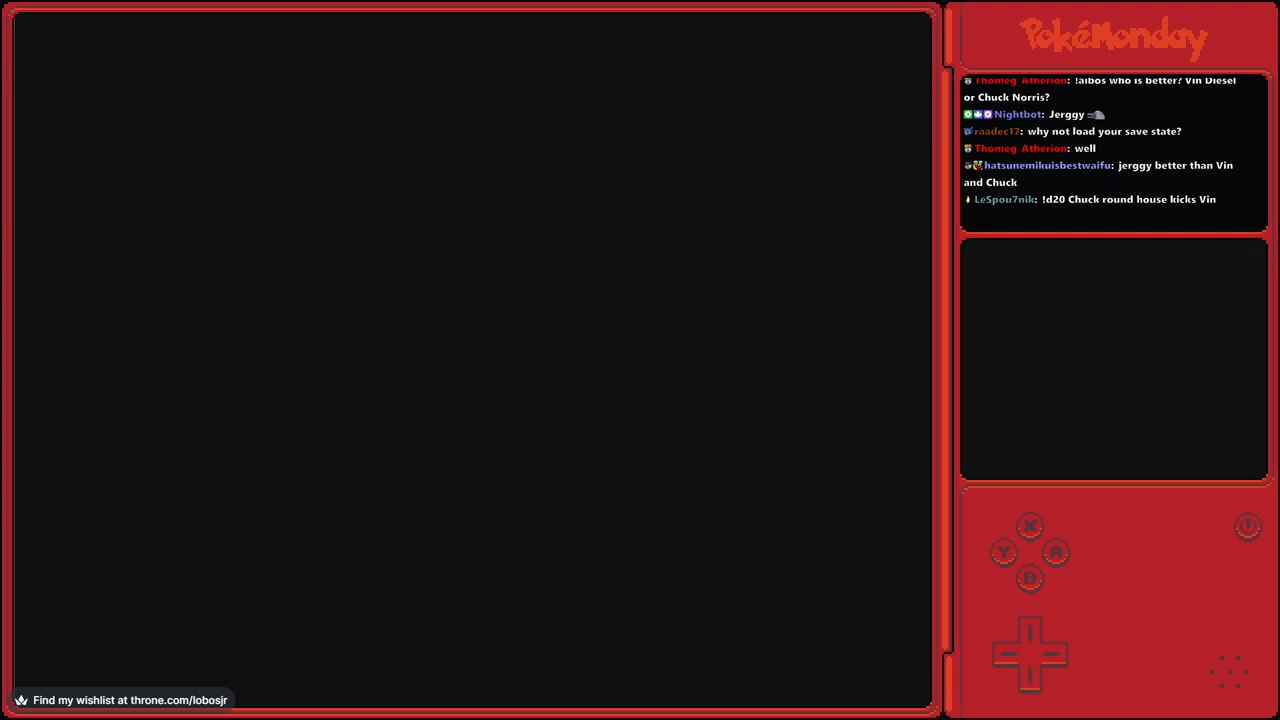 PokéMonday
Thomeg_Atherion: !albos who is better? Vin Diesel
or Chuck Norris?
Nightbot: Jerggy
raadec17: why not load your save state?
Thomeg_Atherion: well
hatsunemikuisbestwaifu: jerggy better than Vin
and Chuck
LeSpou7nik: !d20 Chuck round house kicks Vin
X
Y A
B
Find my wishlist at throne.com/lobosjr